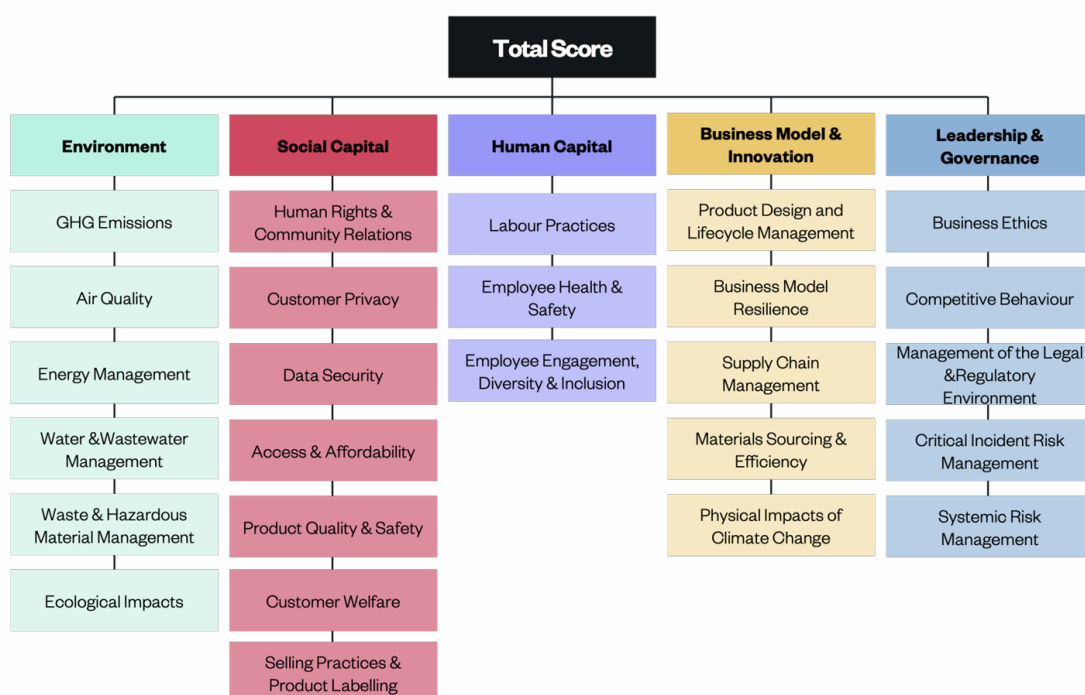 Total Score
Environment
GHG Emissions
Air Quality
Energy Management
Water &Wastewater
Management
Waste & Hazardous
Material Management
Ecological Impacts
Social Capital
Human Rights &
Community Relations
Customer Privacy
Data Security
Access & Affordability
Product Quality & Safety
Customer Welfare
Selling Practices &
Product Labelling
Human Capital
Labour Practices
Employee Health &
Safety
Employee Engagement,
Diversity & Inclusion
Business Model &
Innovation
Product Design and
Lifecycle Management
Business Model
Resilience
Supply Chain
Management
Materials Sourcing &
Efficiency
Physical Impacts of
Climate Change
Leadership &
Governance
Business Ethics
Competitive Behaviour
Management of the Legal
&Regulatory
Environment
Critical Incident Risk
Management
Systemic Risk
Management